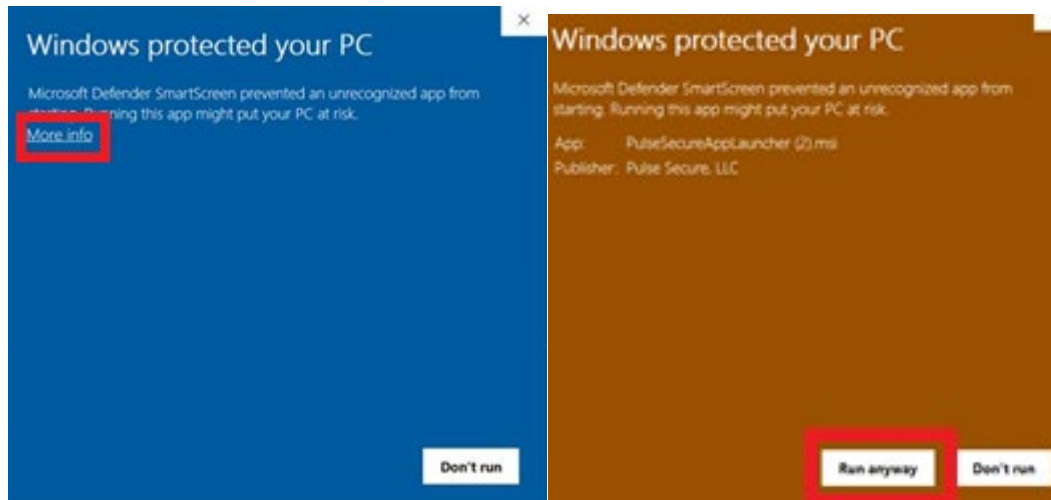 Windows protected your PC
Microsoft Defender SmartScreen prevented an unrecognized app from
starting. Running this app might put your PC at risk.
More info
Don't run
Windows protected your PC
Microsoft Defender SmartScreen prevented an unrecognized app from
starting. Running this app might put your PC at risk.
App: PulseSecureAppLauncher (2).msi
Publisher: Pulse Secure, LLC
Run anyway
Don't run